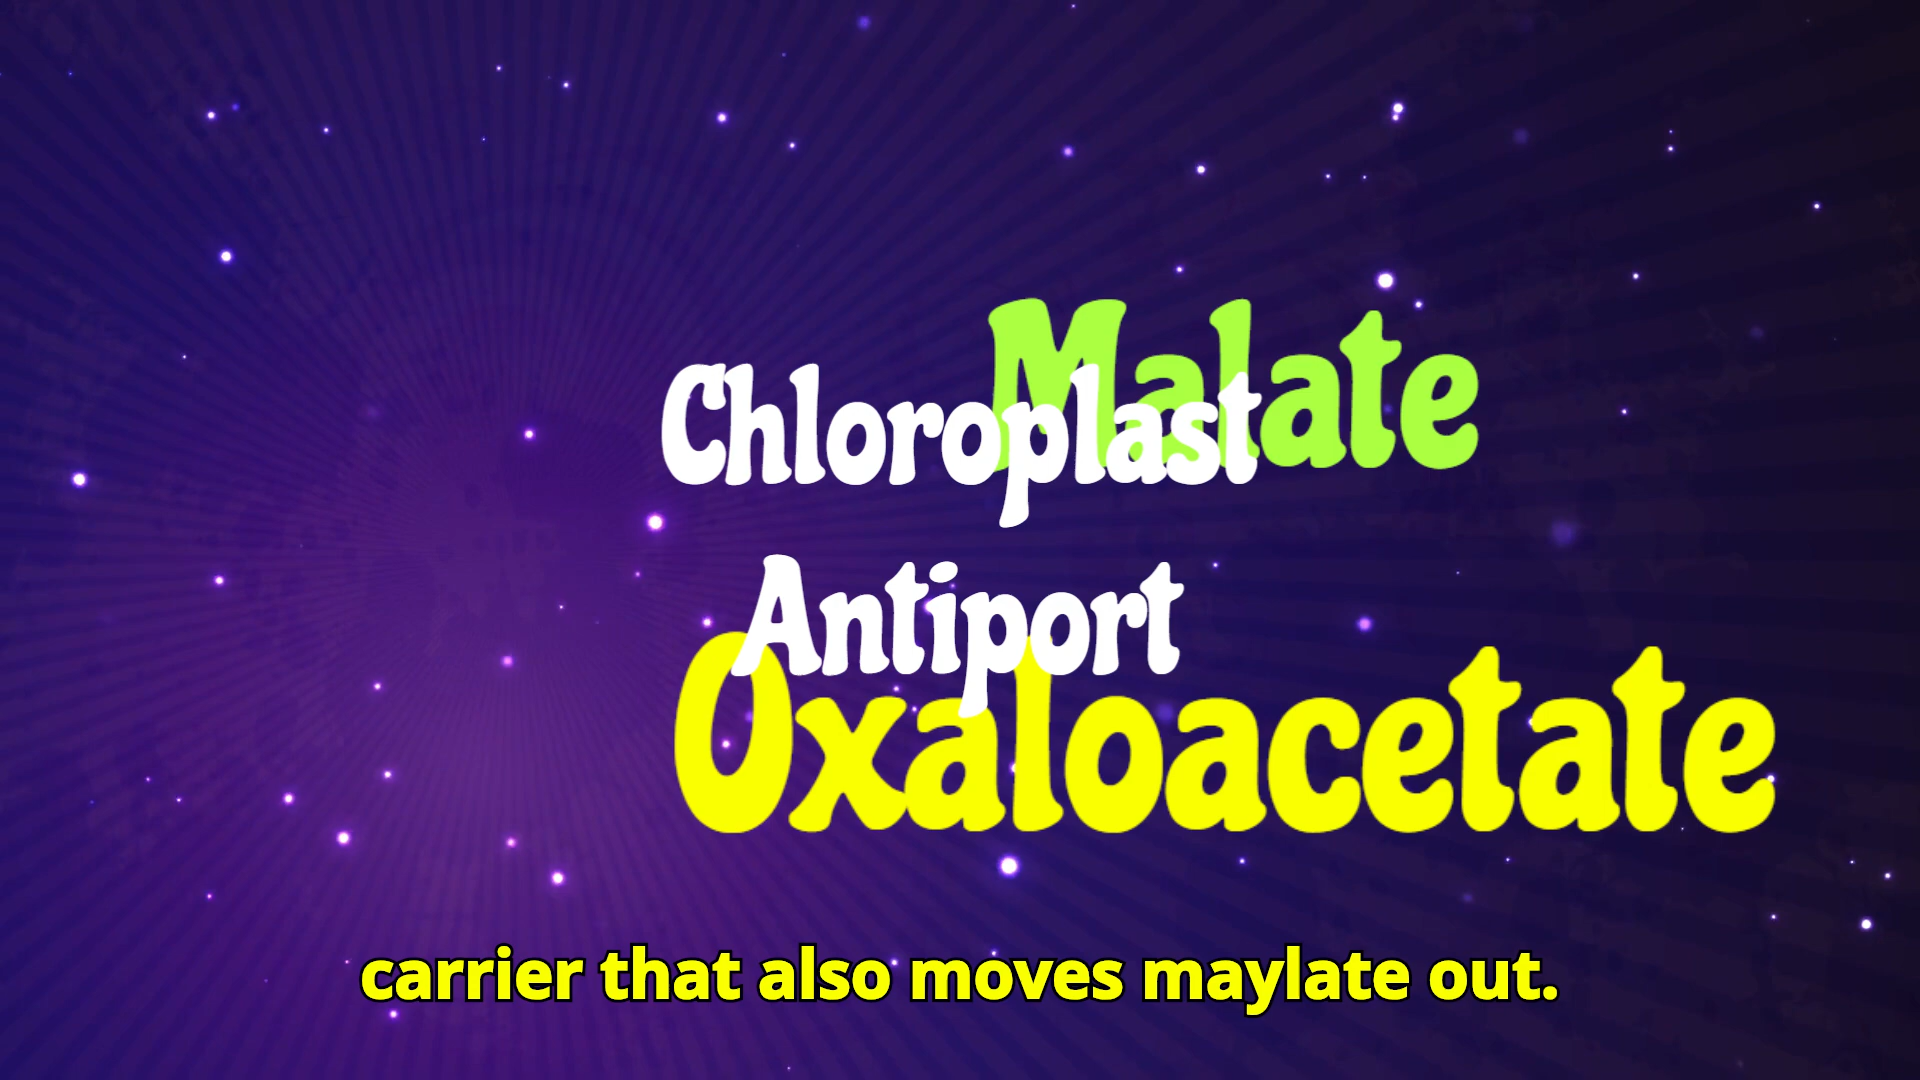 Malate
Chloroplast
Antiport
Oxaloacetate
carrier that also moves maylate out.